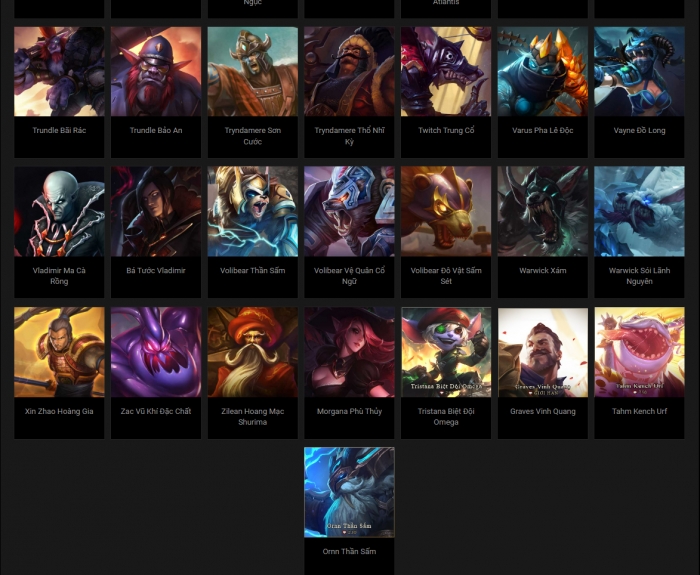 Ngục
Atlantis
Trundle Bãi Rác
Trundle Bảo An
Tryndamere Sơn
Cước
Tryndamere Thổ Nhĩ
Kỳ
Twitch Trung Cổ
Varus Pha Lê Độc
Vayne Đồ Long
Vladimir Ma Cà
Rồng
Bá Tước Vladimir
Volibear Thần Sấm
Volibear Vệ Quân Cổ
Ngữ
Volibear Đô Vật Sấm
Sét
Warwick Xám
Warwick Sói Lãnh
Nguyên
Tristana Biệt Đội Omega
Graves Vinh Quang
GIỚI HẠN
Tahm Kench Urf
Xin Zhao Hoàng Gia
Zac Vũ Khí Đặc Chất
Zilean Hoang Mạc
Shurima
Morgana Phù Thủy
Tristana Biệt Đội
Omega
Graves Vinh Quang
Tahm Kench Urf
Ornn Thần Sấm
Ornn Thần Sấm